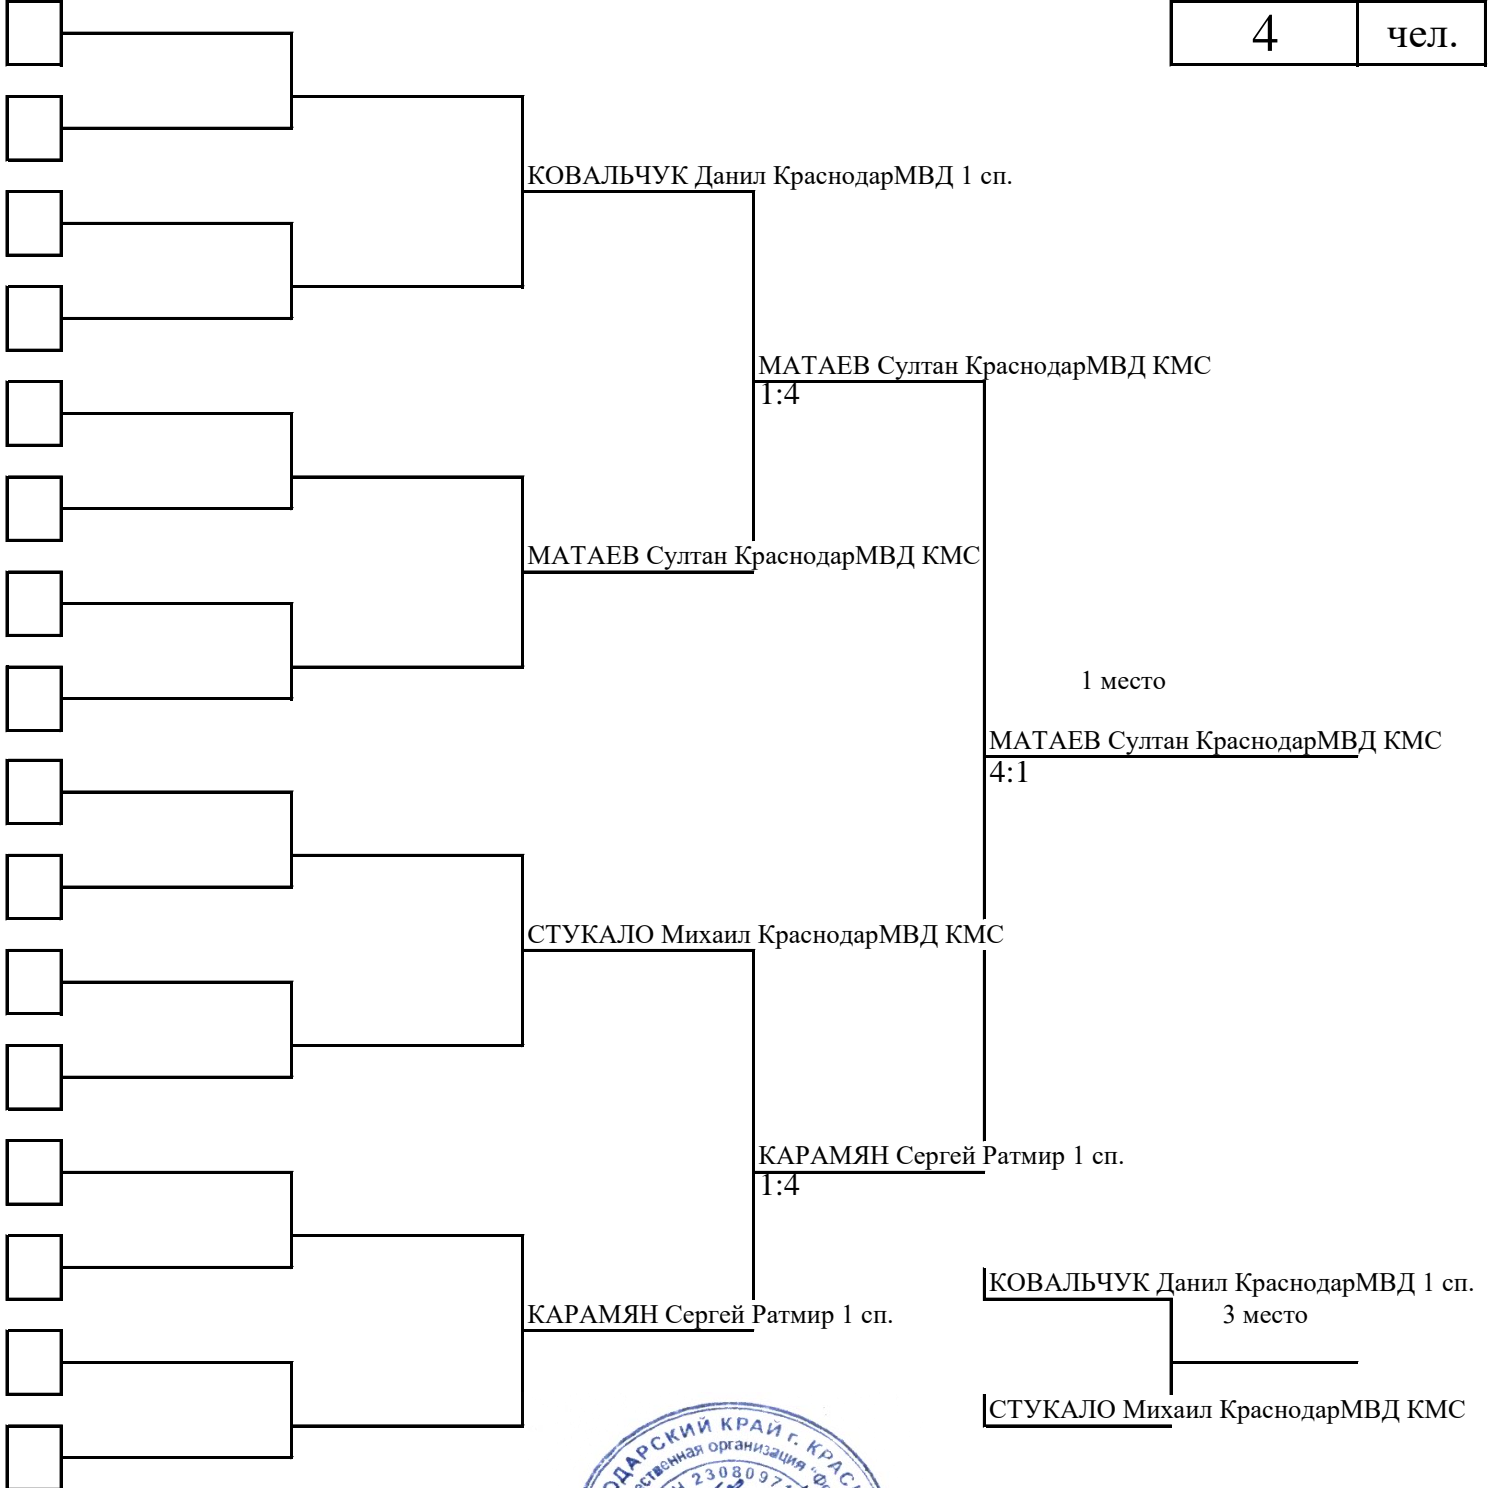 4 чел.
КОВАЛЬЧУК Данил КраснодарМВД 1 сп.
МАТАЕВ Султан КраснодарМВД КМС
1:4
МАТАЕВ Султан КраснодарМВД КМС
1 место
МАТАЕВ Султан КраснодарМВД КМС
4:1
СТУКАЛО Михаил КраснодарМВД КМС
КАРАМЯН Сергей Ратмир 1 сп.
1:4
КОВАЛЬЧУК Данил КраснодарМВД 1 сп.
КАРАМЯН Сергей Ратмир 1 сп.
3 место
СТУКАЛО Михаил КраснодарМВД КМС
КРАЙ г.
организация